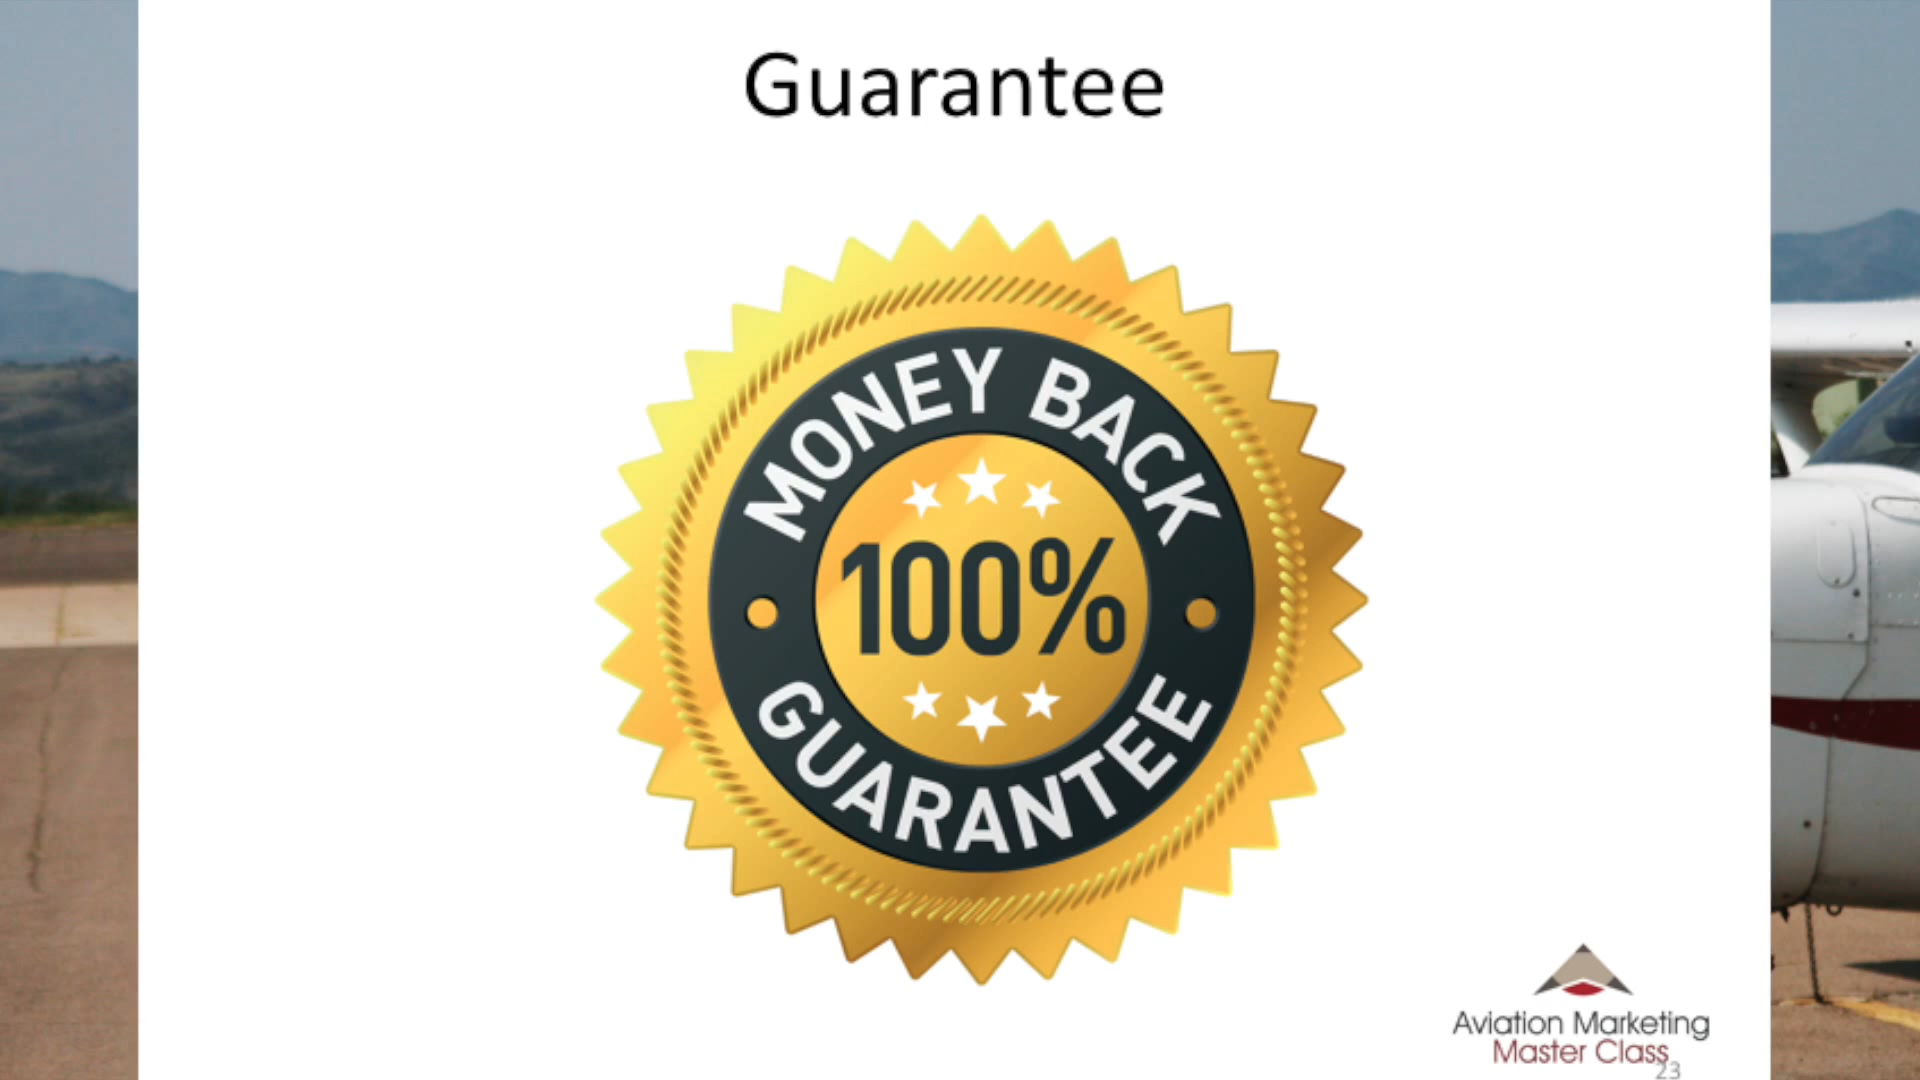 Guarantee
MONEY BACK
100%
GUARANTEE
Aviation Marketing
Master Class
23